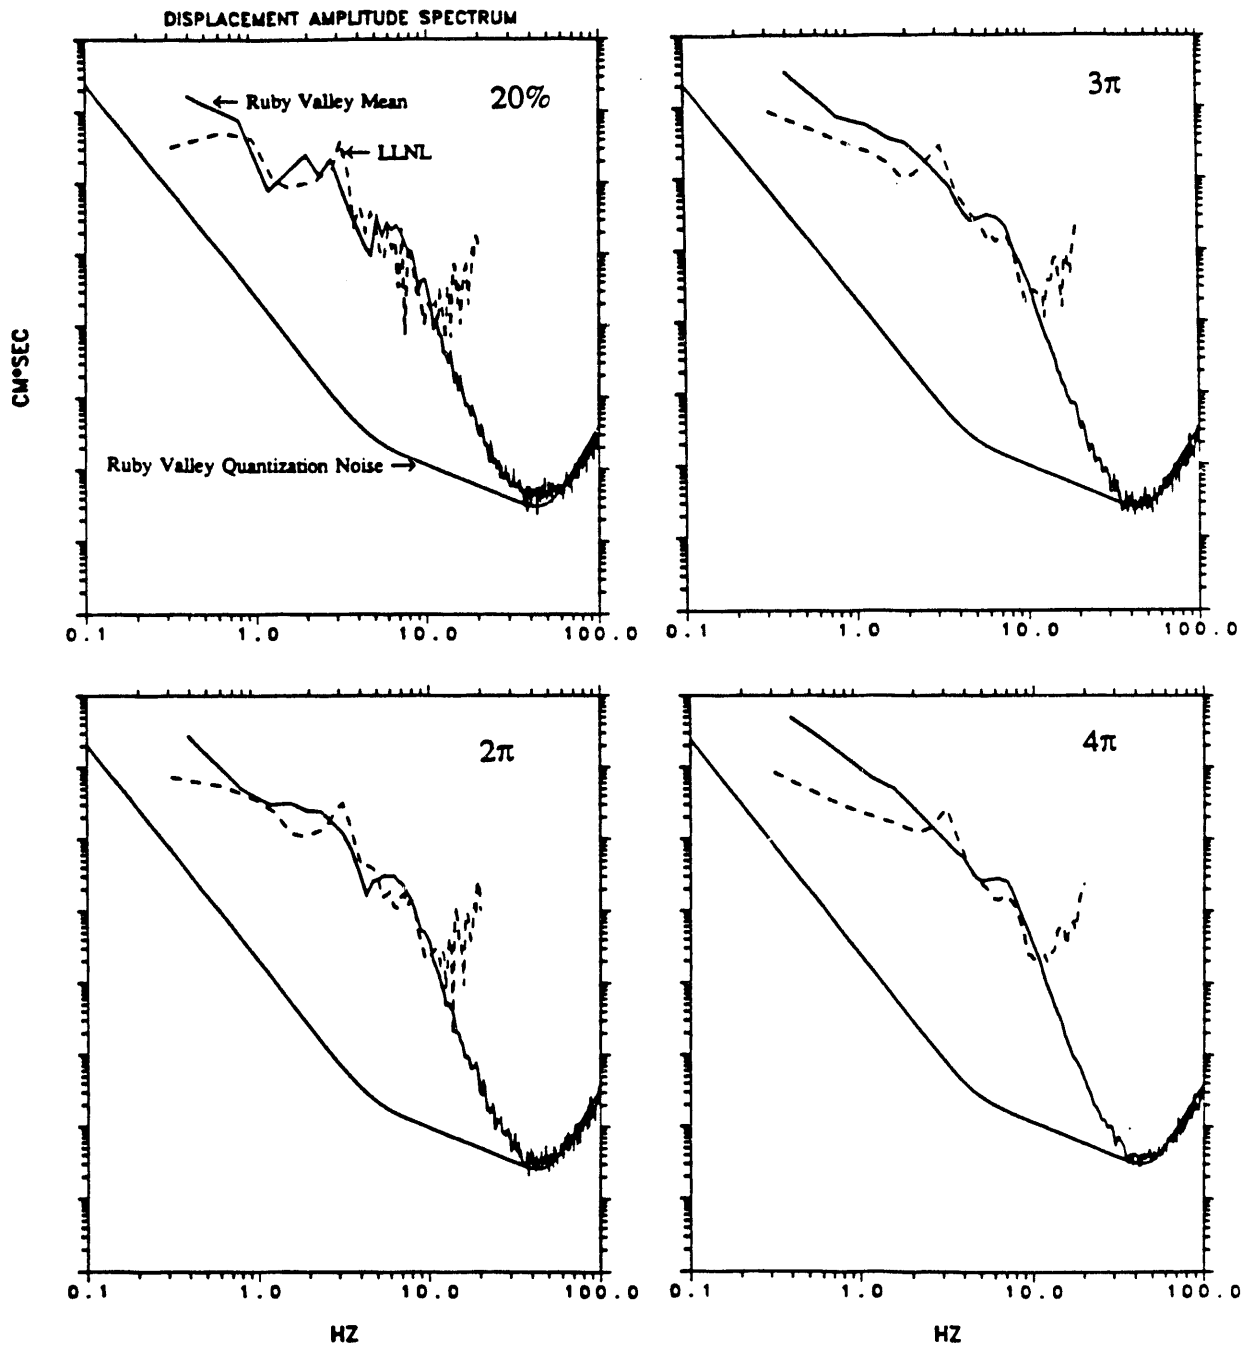 DISPLACEMENT AMPLITUDE SPECTRUM
20%
← Ruby Valley Mean
← LLNL
Ruby Valley Quantization Noise →
CM*SEC
0.1 1.0 10.0 100.0
3π
0.1 1.0 10.0 100.0
2π
0.1 1.0 10.0 100.0
HZ
4π
0.1 1.0 10.0 100.0
HZ